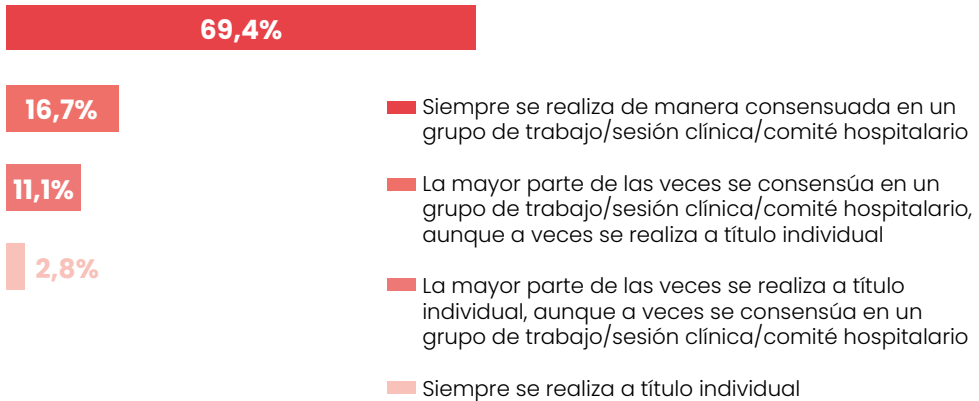 69,4%
16,7%
11,1%
2,8%
Siempre se realiza de manera consensuada en un
grupo de trabajo/sesión clínica/comité hospitalario
La mayor parte de las veces se consensúa en un
grupo de trabajo/sesión clínica/comité hospitalario,
aunque a veces se realiza a título individual
La mayor parte de las veces se realiza a título
individual, aunque a veces se consensúa en un
grupo de trabajo/sesión clínica/comité hospitalario
Siempre se realiza a título individual